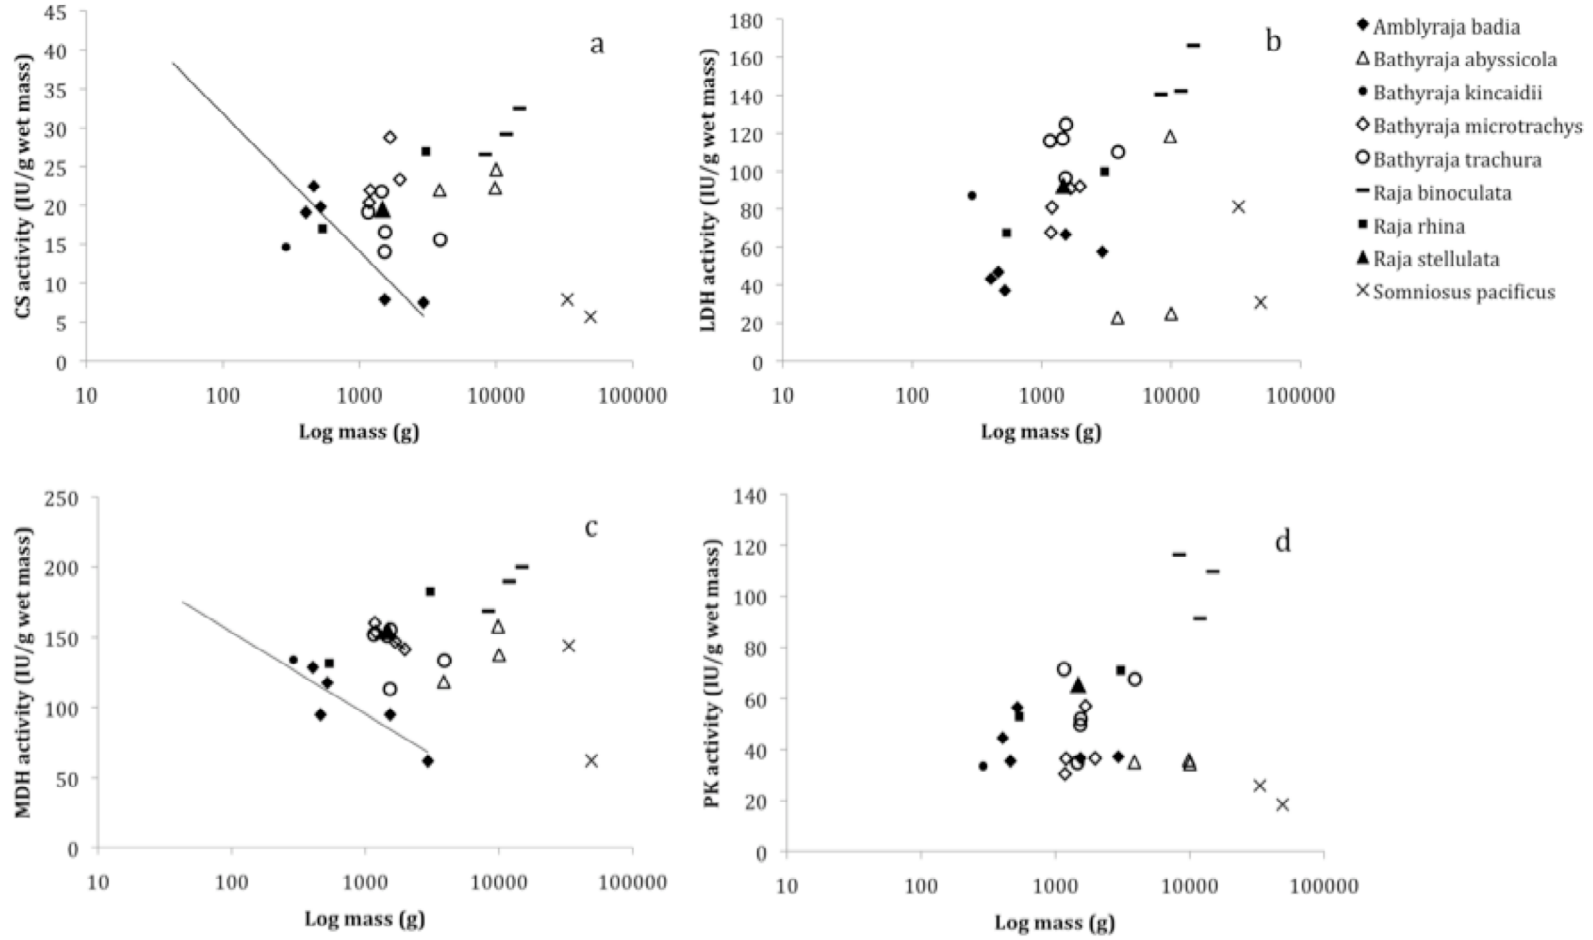 a
CS activity (IU/g wet mass)
45
40
35
30
25
20
15
10
5
0
10 100 1000 10000 100000
Log mass (g)
b
LDH activity (IU/g wet mass)
180
160
140
120
100
80
60
40
20
0
10 100 1000 10000 100000
Log mass (g)
Amblyraja badia
Bathyraja abyssicola
Bathyraja kincaidii
Bathyraja microtrachys
Bathyraja trachura
Raja binoculata
Raja rhina
Raja stellulata
Somniosus pacificus
c
MDH activity (IU/g wet mass)
250
200
150
100
50
0
10 100 1000 10000 100000
Log mass (g)
d
PK activity (IU/g wet mass)
140
120
100
80
60
40
20
0
10 100 1000 10000 100000
Log mass (g)